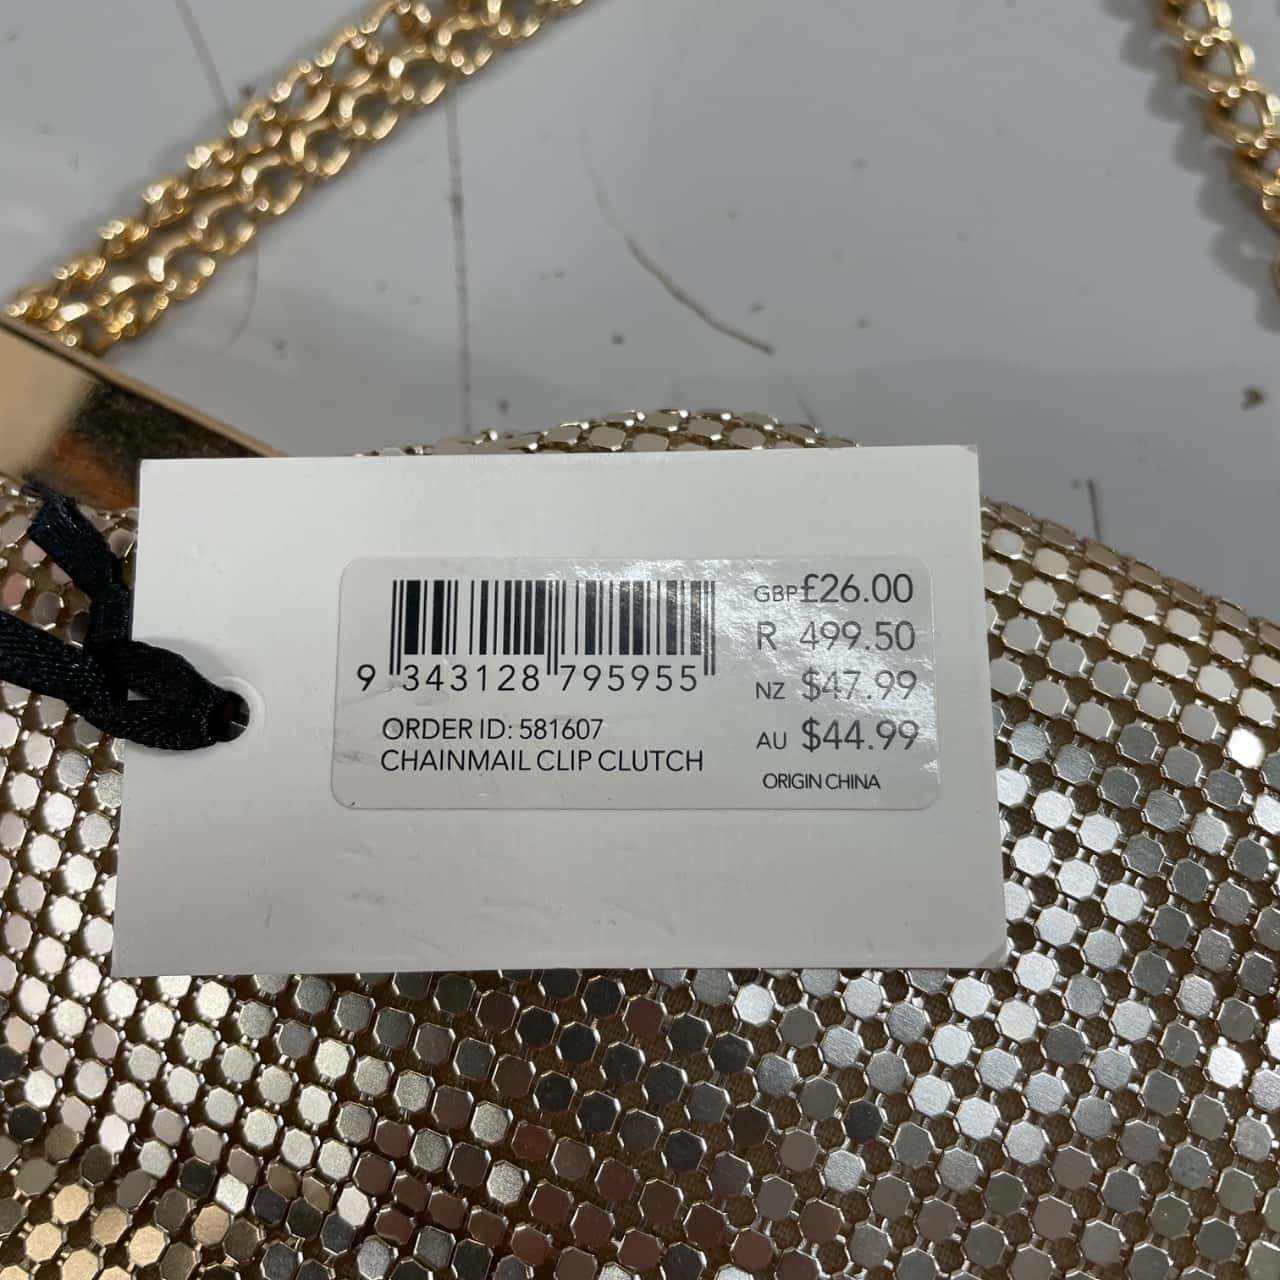 9 343128 795955
ORDER ID: 581607
CHAINMAIL CLIP CLUTCH
GBP£26.00
R 499.50
NZ $47.99
AU $44.99
ORIGIN CHINA